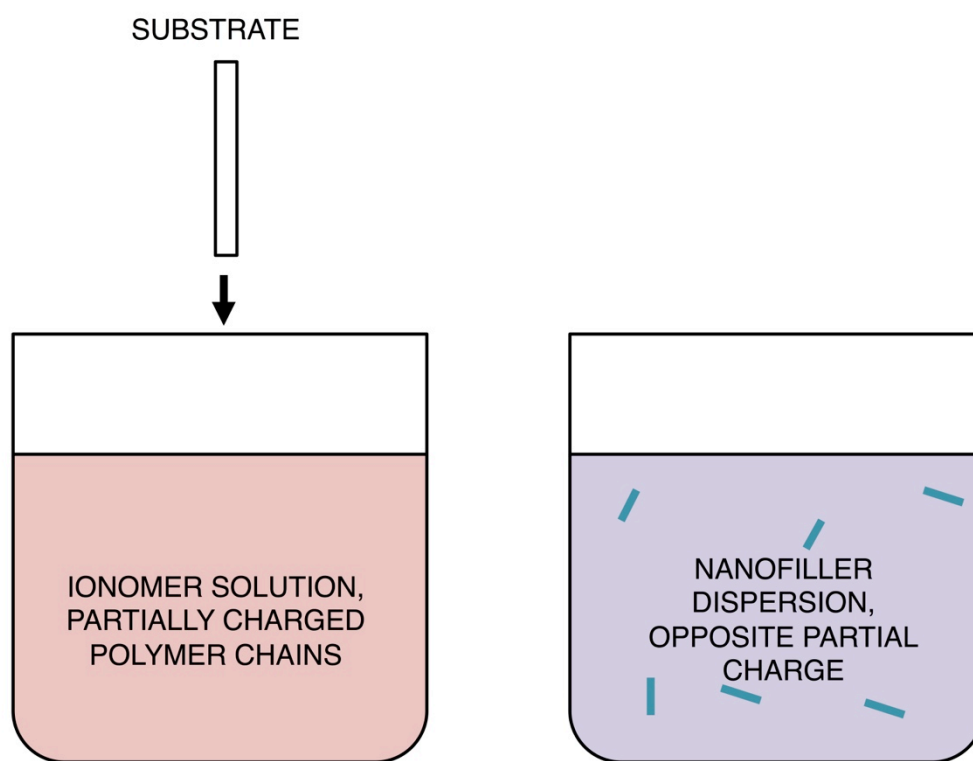 SUBSTRATE
IONOMER SOLUTION,
PARTIALLY CHARGED
POLYMER CHAINS
NANOFILLER
DISPERSION,
OPPOSITE PARTIAL
CHARGE